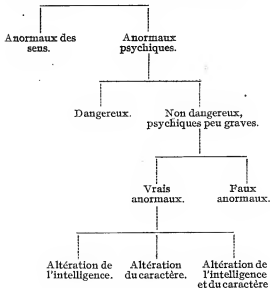 Anormaux des
sens.
Anormaux
psychiques.
Dangereux.
Non dangereux,
psychiques peu graves.
Vrais
anormaux.
Faux
anormaux.
Altération de
l'intelligence.
Altération
du caractère.
Altération de
l'intelligence
et du caractère